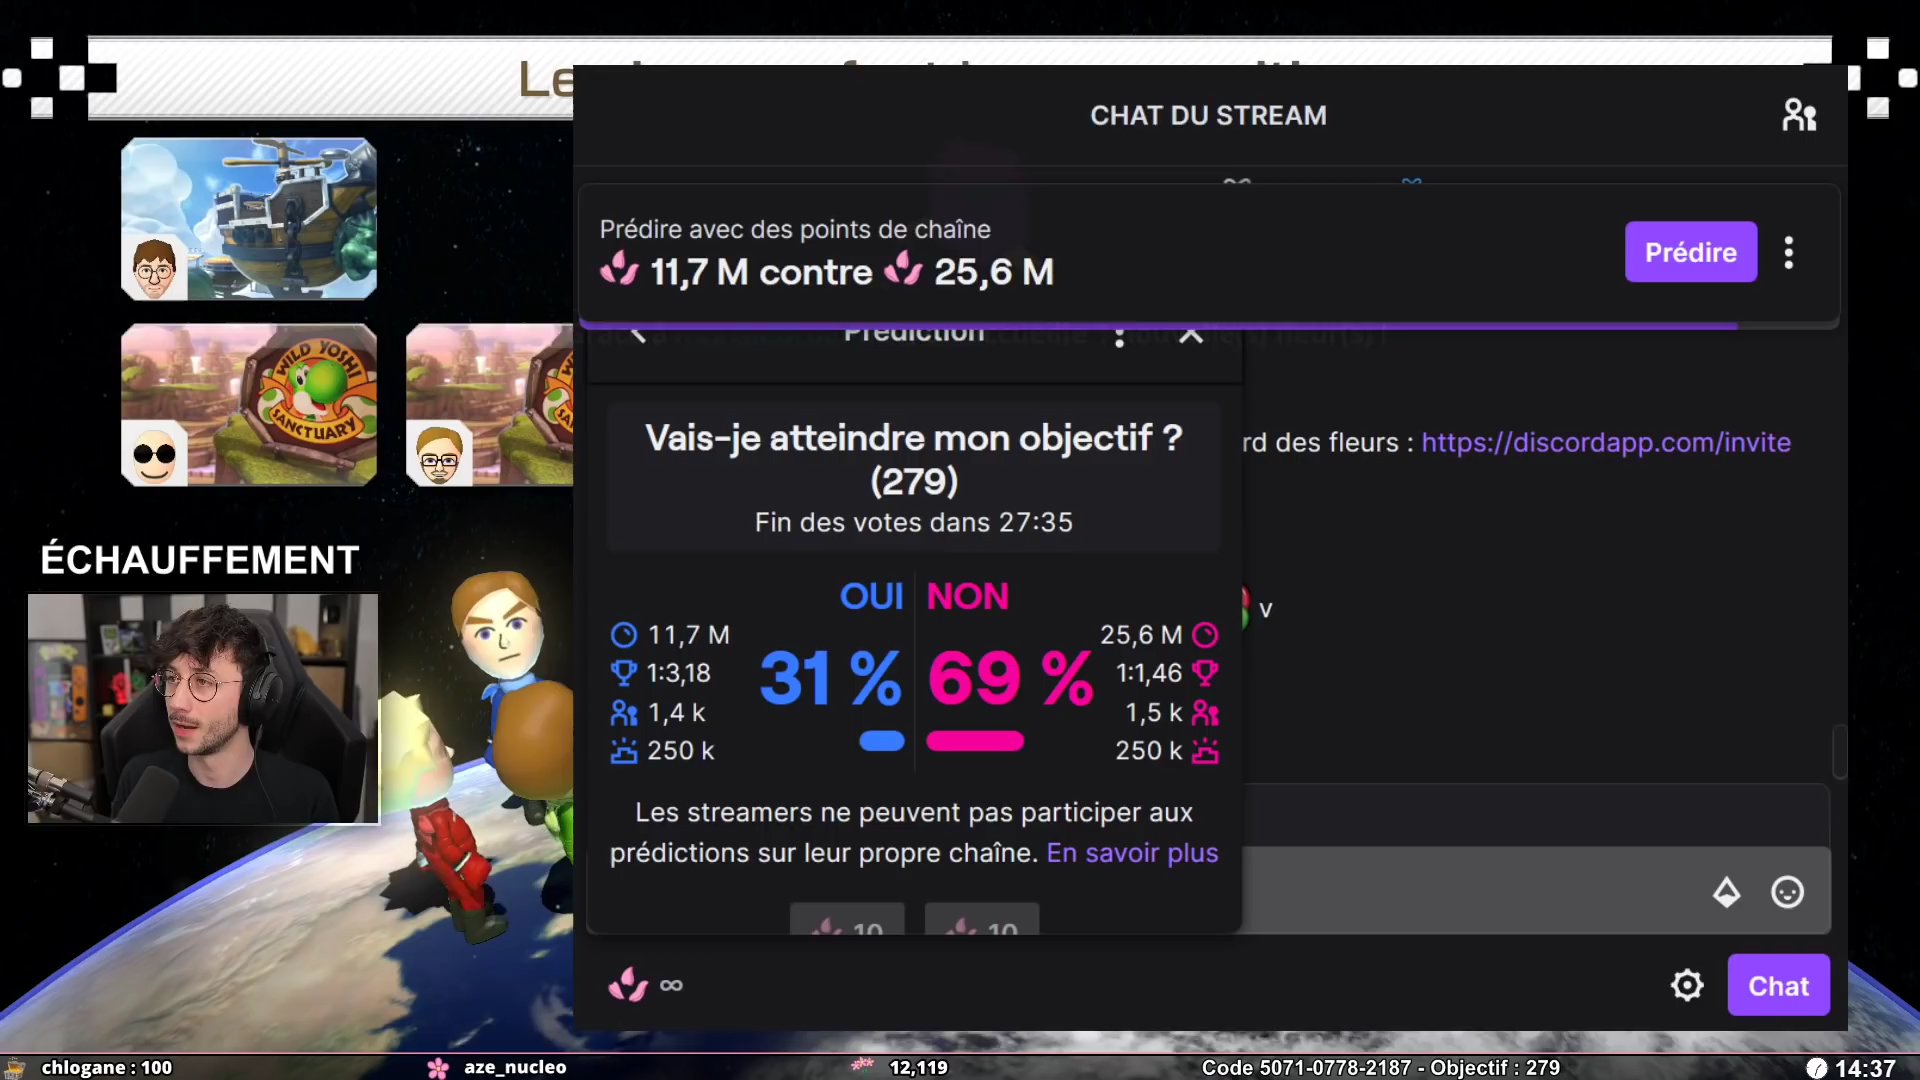 CHAT DU STREAM
Prédire avec des points de chaîne
11,7 M contre 25,6 M
Prédire
Prédiction
WILD YOSHI
SANCTUARY
Vais-je atteindre mon objectif ?
(279)
Fin des votes dans 27:35
rd des fleurs : https://discordapp.com/invite
v
ÉCHAUFFEMENT
OUI NON
11,7 M
1:3,18
1,4 k
250 k
31 % 69 %
25,6 M
1:1,46
1,5 k
250 k
Les streamers ne peuvent pas participer aux
prédictions sur leur propre chaîne. En savoir plus
10 10
∞
Chat
chlogane : 100 aze_nucleo 12,119 Code 5071-0778-2187 - Objectif : 279 14:37